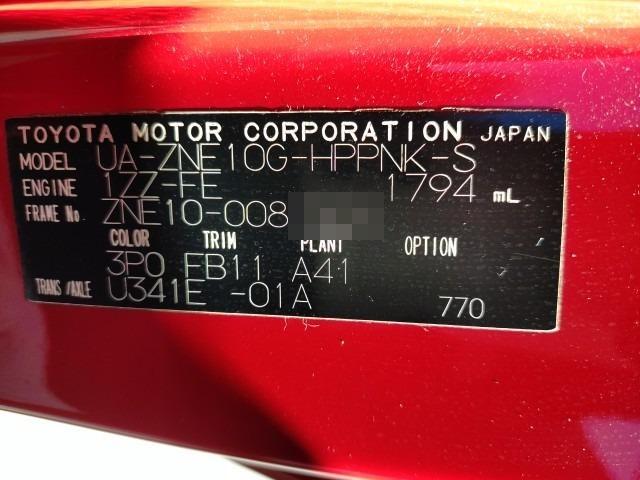 TOYOTA MOTOR CORPORATION JAPAN
MODEL UA-ZNE10G-HPPNK-S
ENGINE 1ZZ-FE 1794 mL
FRAME No. ZNE10-008
COLOR TRIM PLANT OPTION
3P0 FB11 A41
TRANS/AXLE U341E -01A 770